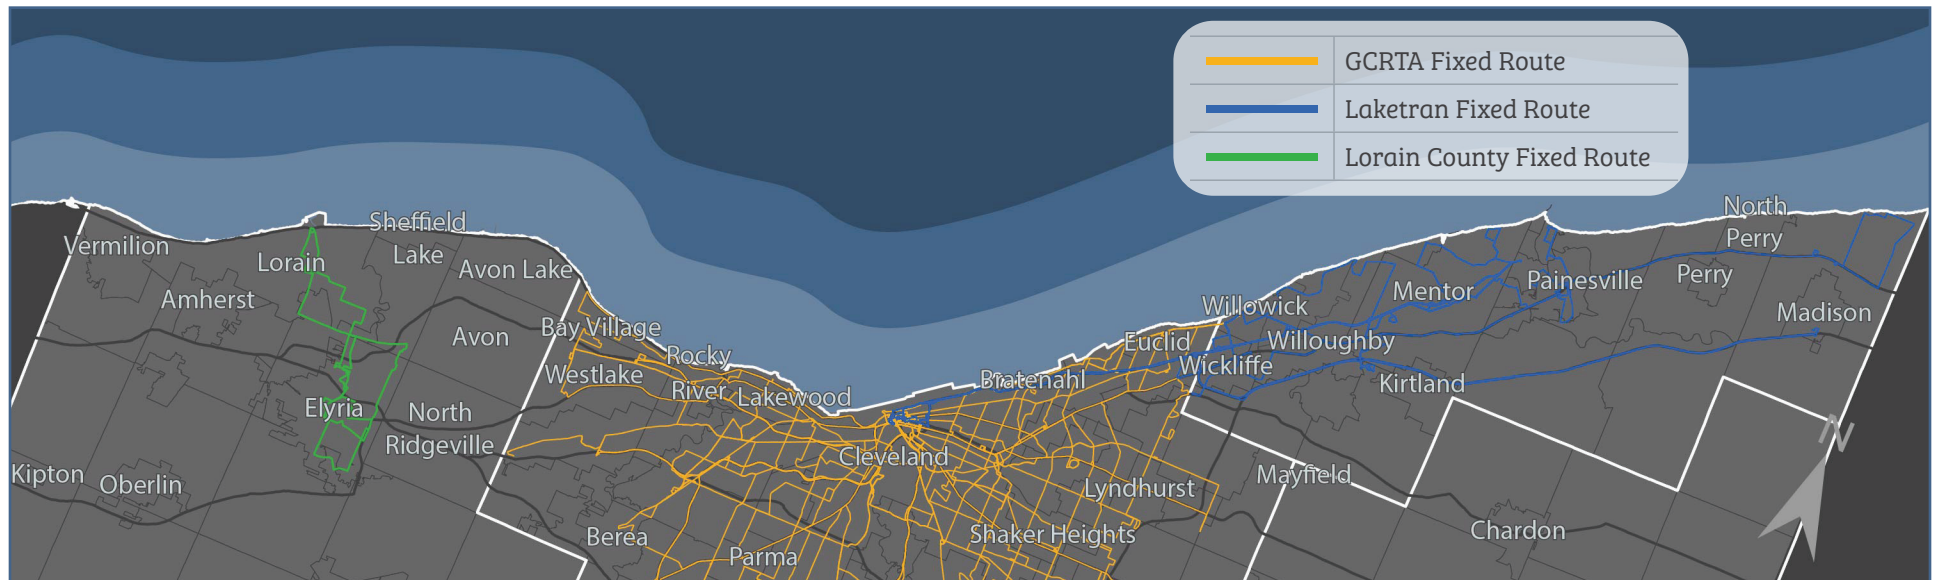 GCRTA Fixed Route
Laketran Fixed Route
Lorain County Fixed Route
Vermilion
Lorain
Sheffield
Lake
Avon Lake
Amherst
Avon
Bay Village
Rocky
River
Westlake
Lakewood
Elyria
North
Ridgeville
Kipton
Oberlin
Berea
Parma
Cleveland
Bratenahl
Euclid
Willowick
Wickliffe
Willoughby
Mentor
Kirtland
Painesville
North
Perry
Perry
Madison
Lyndhurst
Mayfield
Shaker Heights
Chardon
N